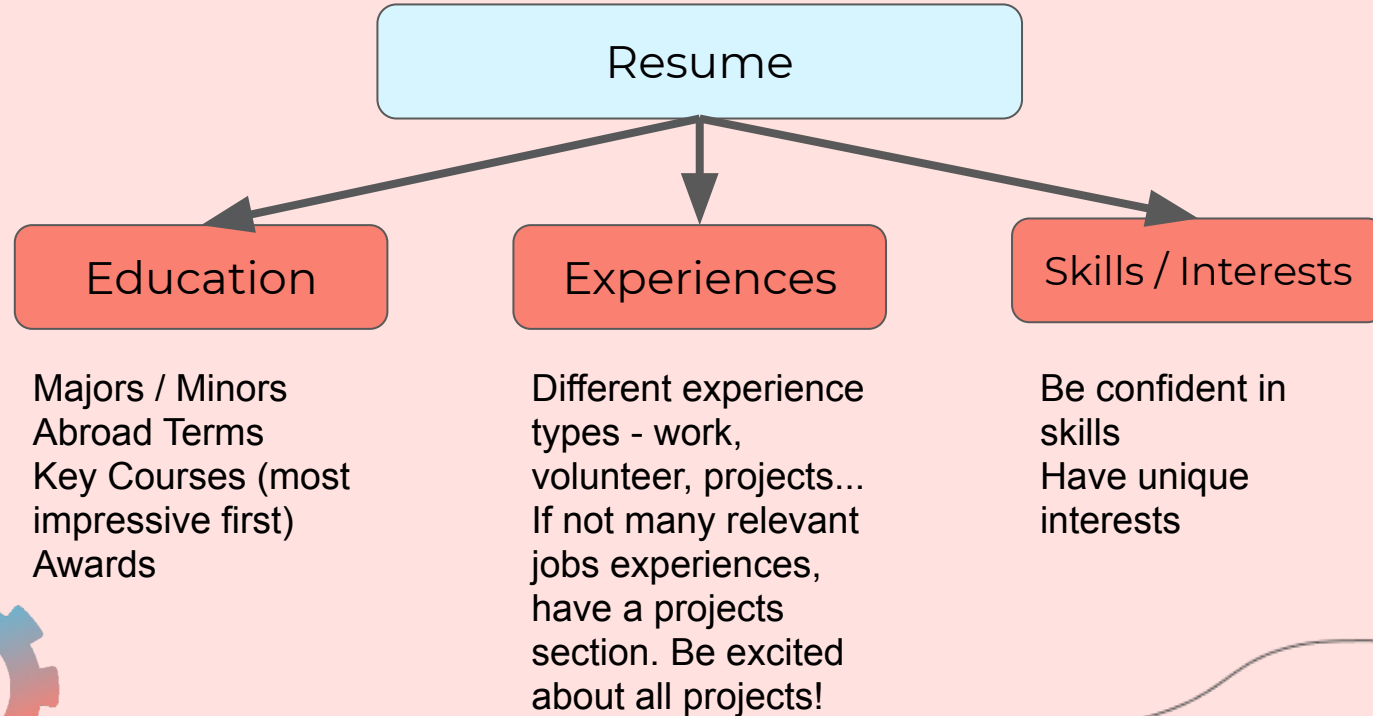 Resume
Education
Experiences
Skills / Interests
Majors / Minors
Abroad Terms
Key Courses (most
impressive first)
Awards
Different experience
types - work,
volunteer, projects...
If not many relevant
jobs experiences,
have a projects
section. Be excited
about all projects!
Be confident in
skills
Have unique
interests